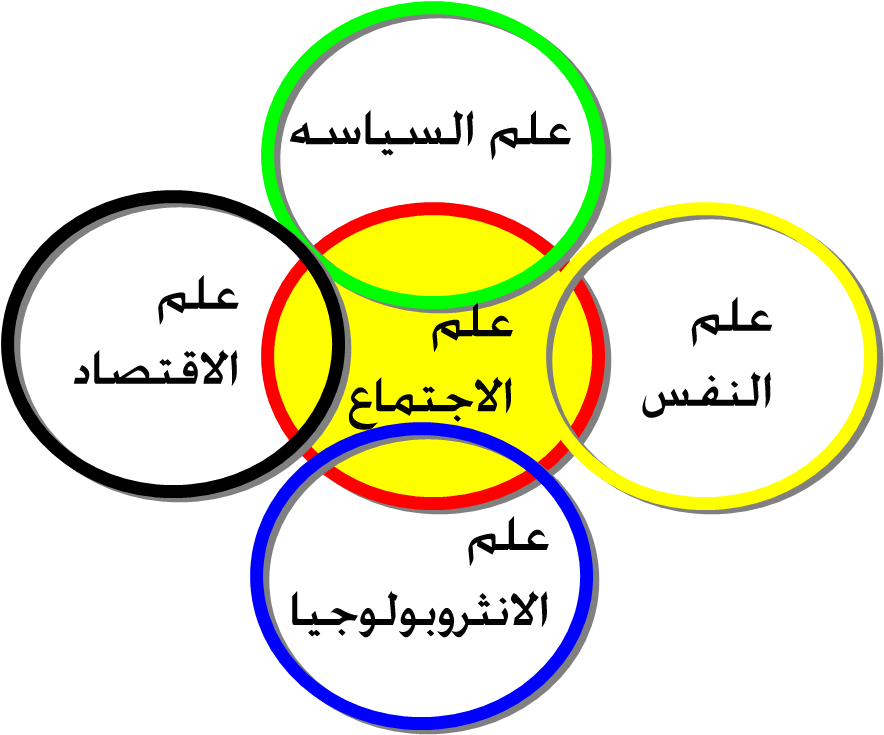 علم السياسه
علم
النفس
علم
الاجتماع
علم
الاقتصاد
علم
الانثروبولوجيا